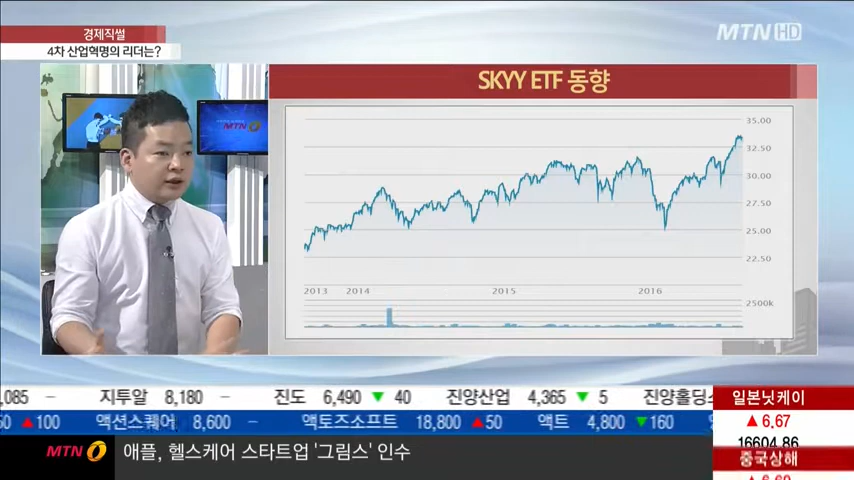 경제직썰
4차 산업혁명의 리더는?
MTN HD
SKYY ETF 동향
MTN
35.00
32.50
30.00
27.50
25.00
22.50
2013 2014 2015 2016
2500k
,085 – 지투알 8,180 – 진도 6,490 ▼ 40 진양산업 4,365 ▼ 5 진양홀딩스
50 ▲100 액션스퀘어 8,600 – 액토즈소프트 18,800 ▲50 액트 4,800 ▼160
일본닛케이
▲ 6.67
16604.86
중국상해
▲ 6.60
MTN 애플, 헬스케어 스타트업 '그림스' 인수